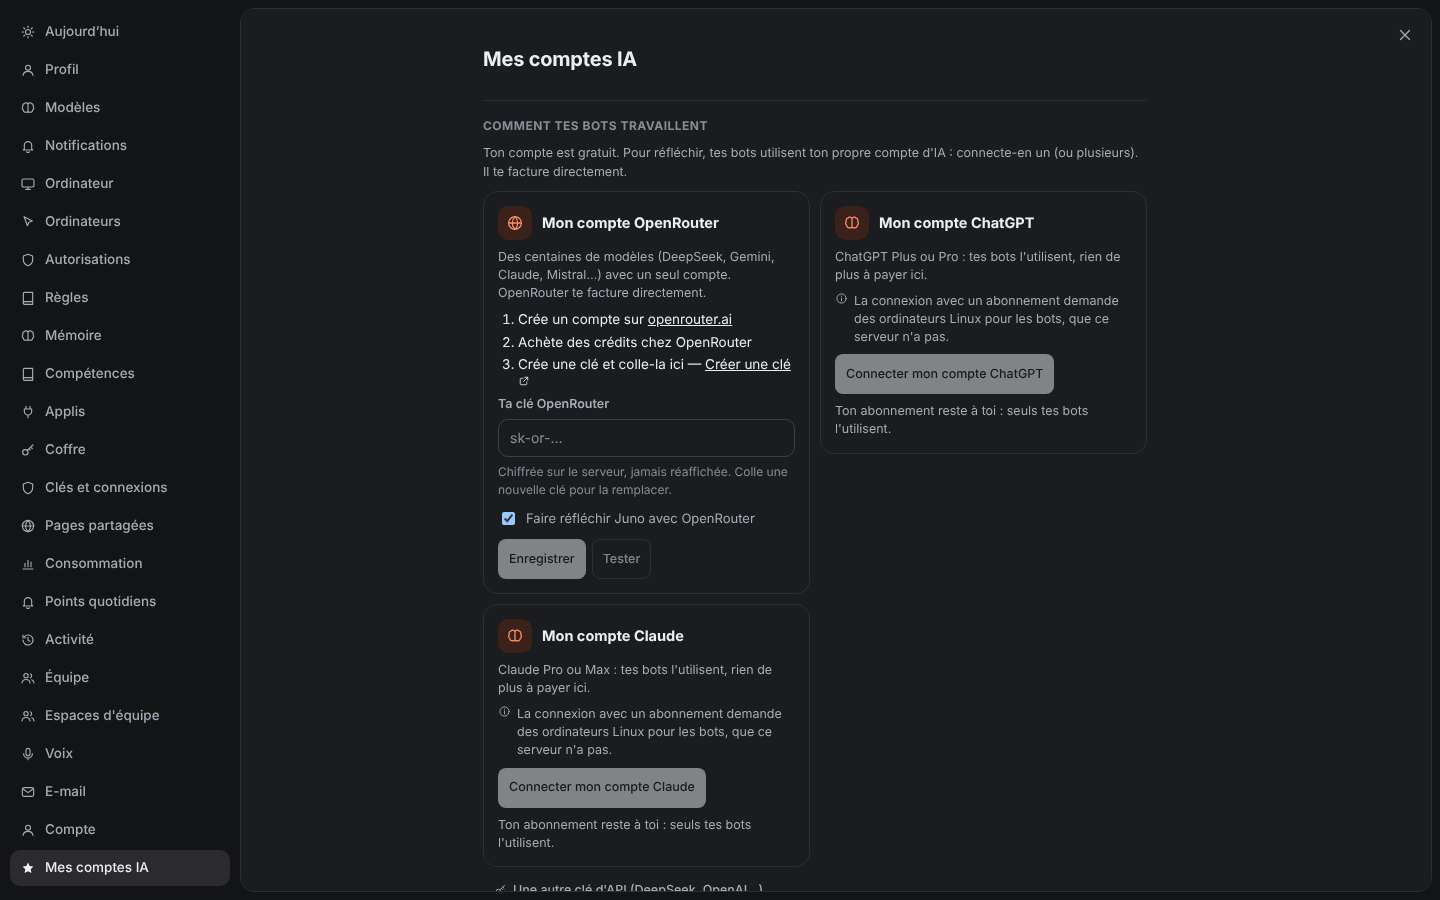 Aujourd'hui
Profil
Modèles
Notifications
Ordinateur
Ordinateurs
Autorisations
Règles
Mémoire
Compétences
Applis
Coffre
Clés et connexions
Pages partagées
Consommation
Points quotidiens
Activité
Équipe
Espaces d'équipe
Voix
E-mail
Compte
Mes comptes IA
Mes comptes IA
COMMENT TES BOTS TRAVAILLENT
Ton compte est gratuit. Pour réfléchir, tes bots utilisent ton propre compte d'IA : connecte-en un (ou plusieurs).
Il te facture directement.
Mon compte OpenRouter
Des centaines de modèles (DeepSeek, Gemini,
Claude, Mistral…) avec un seul compte.
OpenRouter te facture directement.
1. Crée un compte sur openrouter.ai
2. Achète des crédits chez OpenRouter
3. Crée une clé et colle-la ici — Créer une clé
Ta clé OpenRouter
sk-or-…
Chiffrée sur le serveur, jamais réaffichée. Colle une
nouvelle clé pour la remplacer.
Faire réfléchir Juno avec OpenRouter
Enregistrer
Tester
Mon compte ChatGPT
ChatGPT Plus ou Pro : tes bots l'utilisent, rien de
plus à payer ici.
La connexion avec un abonnement demande
des ordinateurs Linux pour les bots, que ce
serveur n'a pas.
Connecter mon compte ChatGPT
Ton abonnement reste à toi : seuls tes bots
l'utilisent.
Mon compte Claude
Claude Pro ou Max : tes bots l'utilisent, rien de
plus à payer ici.
La connexion avec un abonnement demande
des ordinateurs Linux pour les bots, que ce
serveur n'a pas.
Connecter mon compte Claude
Ton abonnement reste à toi : seuls tes bots
l'utilisent.
Une autre clé d'API (DeepSeek, OpenAI…)